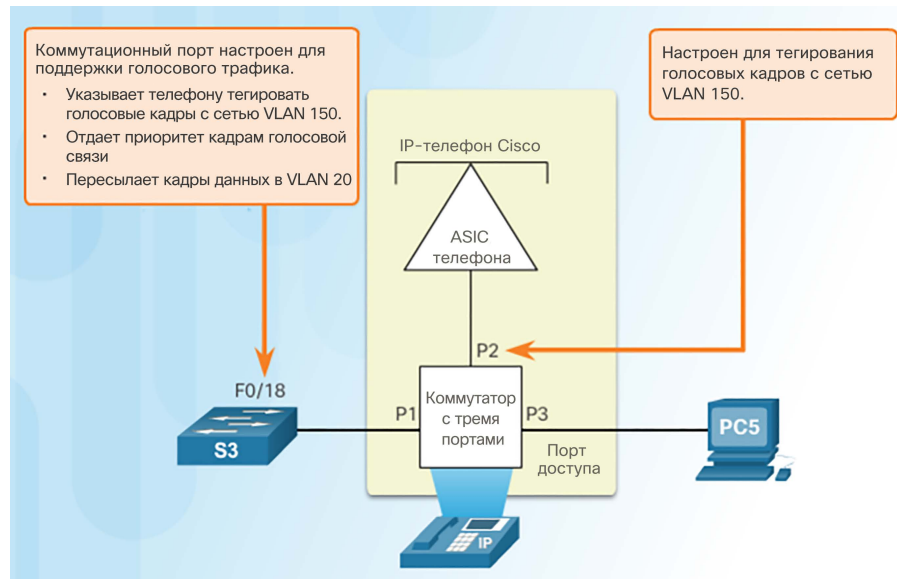 Коммутационный порт настроен для
поддержки голосового трафика.
• Указывает телефону тегировать
голосовые кадры с сетью VLAN 150.
• Отдает приоритет кадрам голосовой
связи
• Пересылает кадры данных в VLAN 20
Настроен для тегирования
голосовых кадров с сетью
VLAN 150.
IP-телефон Cisco
ASIC
телефона
P2
F0/18
P1
Коммутатор
с тремя
портами
P3
S3
PC5
Порт
доступа
IP